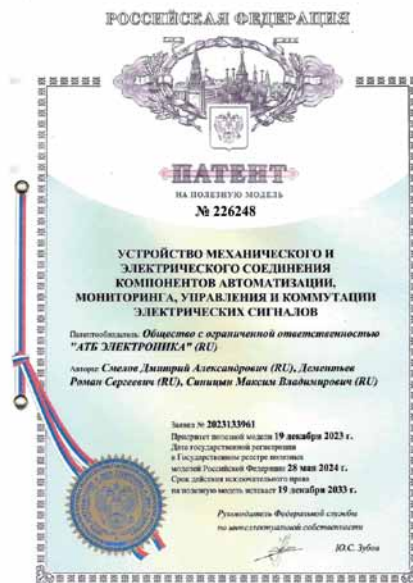 РОССИЙСКАЯ ФЕДЕРАЦИЯ
ПАТЕНТ
НА ПОЛЕЗНУЮ МОДЕЛЬ
№ 226248
УСТРОЙСТВО МЕХАНИЧЕСКОГО И
ЭЛЕКТРИЧЕСКОГО СОЕДИНЕНИЯ
КОМПОНЕНТОВ АВТОМАТИЗАЦИИ,
МОНИТОРИНГА, УПРАВЛЕНИЯ И КОММУТАЦИИ
ЭЛЕКТРИЧЕСКИХ СИГНАЛОВ
Патентообладатель: Общество с ограниченной ответственностью
"АТБ ЭЛЕКТРОНИКА" (RU)
Авторы: Смелов Дмитрий Александрович (RU), Дементьев
Роман Сергеевич (RU), Синицын Максим Владимирович (RU)
Заявка № 2023133961
Приоритет полезной модели 19 декабря 2023 г.
Дата государственной регистрации
в Государственном реестре полезных
моделей Российской Федерации 28 мая 2024 г.
Срок действия исключительного права
на полезную модель истекает 19 декабря 2033 г.
Руководитель Федеральной службы
по интеллектуальной собственности
Ю.С. Зубов